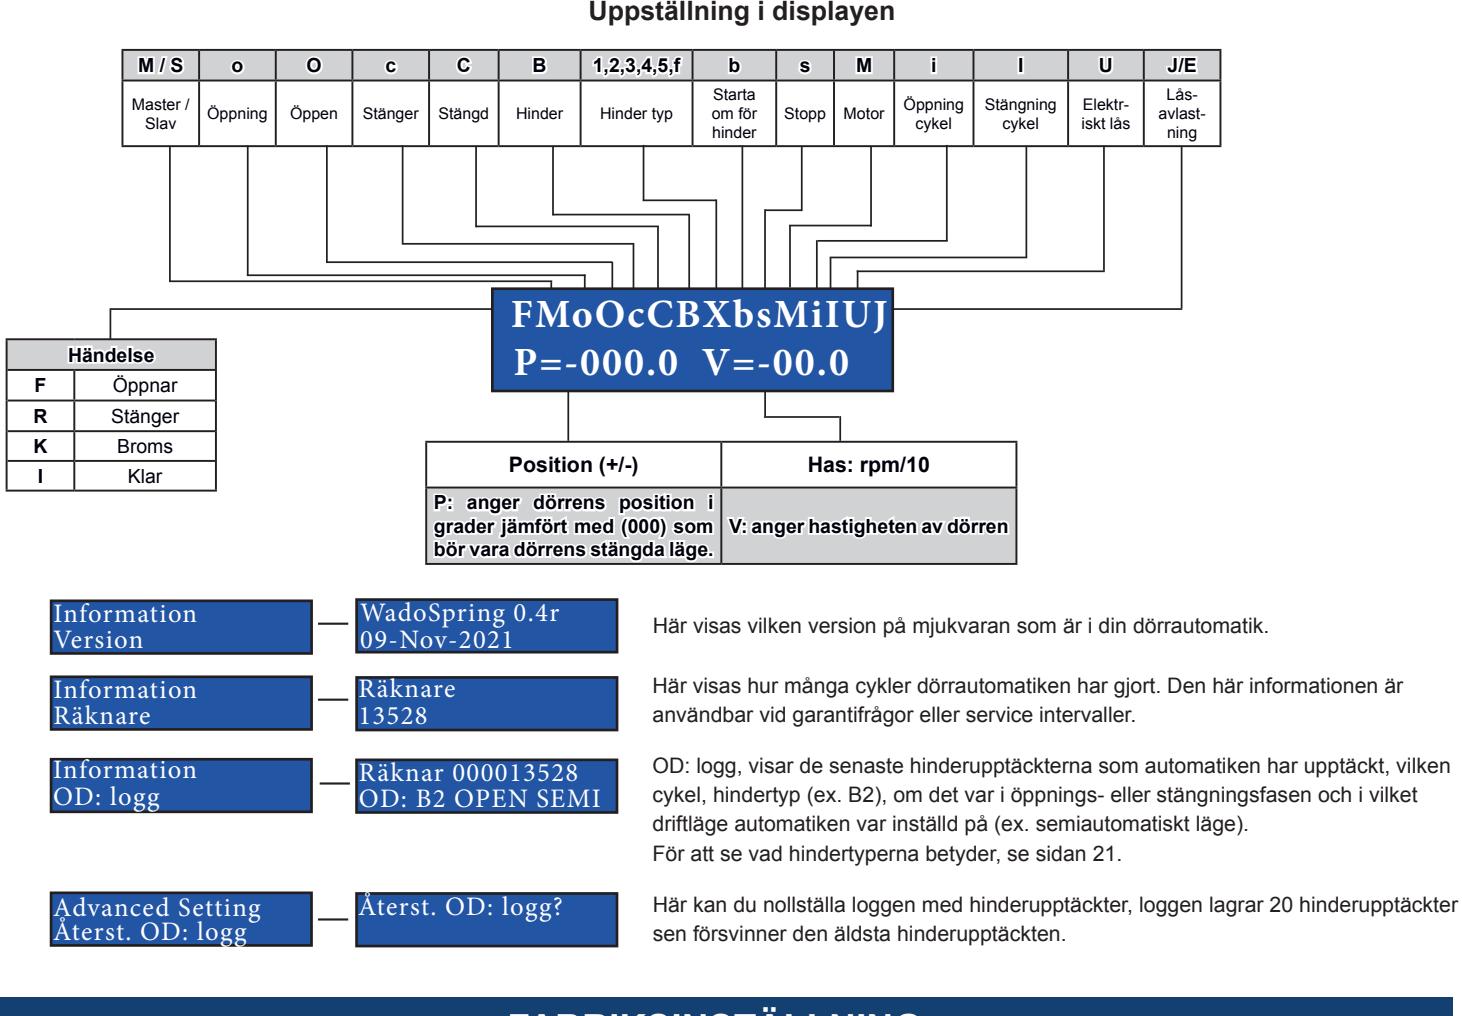 Uppställning i displayen
M / S o O c C B 1,2,3,4,5,f b s M i I U J/E
Master / Slav Öppning Öppen Stänger Stängd Hinder Hinder typ Starta om för hinder Stopp Motor Öppning cykel Stängning cykel Elektr-iskt lås Lås-avlast-ning
FMoOcCBXbsMiIUJ
P=-000.0 V=-00.0
Händelse
F Öppnar
R Stänger
K Broms
I Klar
Position (+/-) Has: rpm/10
P: anger dörrens position i
grader jämfört med (000) som
bör vara dörrens stängda läge.
V: anger hastigheten av dörren
Information
Version
WadoSpring 0.4r
09-Nov-2021
Här visas vilken version på mjukvaran som är i din dörrautomatik.
Information
Räknare
Räknare
13528
Här visas hur många cykler dörrautomatiken har gjort. Den här informationen är
användbar vid garantifrågor eller service intervaller.
Information
OD: logg
Räknar 000013528
OD: B2 OPEN SEMI
OD: logg, visar de senaste hinderupptäckterna som automatiken har upptäckt, vilken
cykel, hindertyp (ex. B2), om det var i öppnings- eller stängningsfasen och i vilket
driftläge automatiken var inställd på (ex. semiautomatiskt läge).
För att se vad hindertyperna betyder, se sidan 21.
Advanced Setting
Återst. OD: logg
Återst. OD: logg?
Här kan du nollställa loggen med hinderupptäckter, loggen lagrar 20 hinderupptäckter
sen försvinner den äldsta hinderupptäckten.
FABRIKSINSTÄLLNING